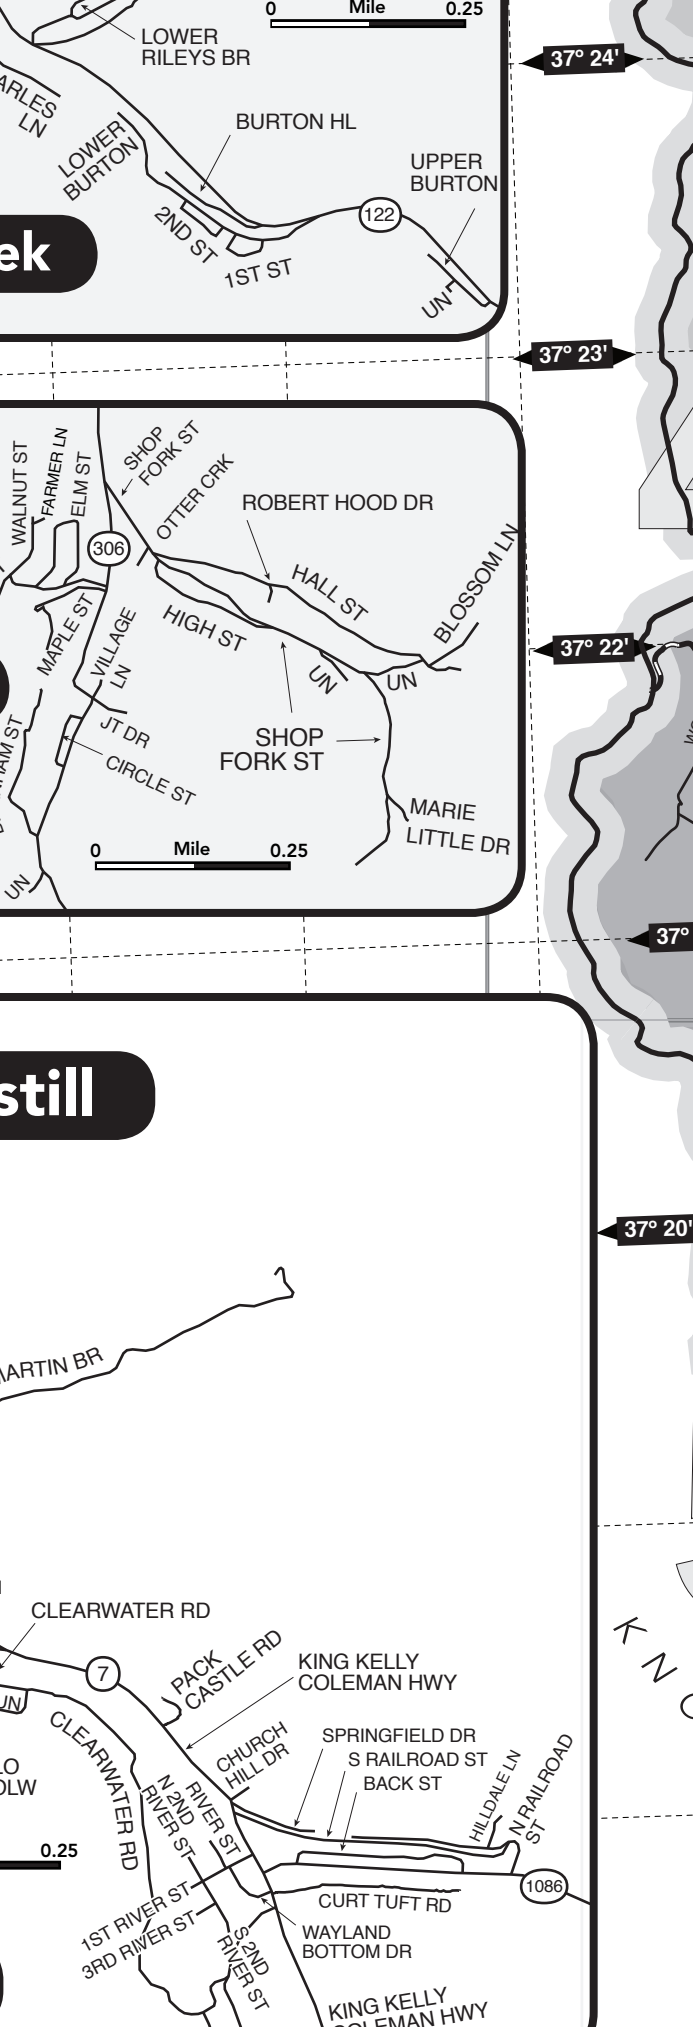 0 Mile 0.25
LOWER
RILEYS BR
LN
BURTON HL
LOWER
BURTON
UPPER
BURTON
122
2ND ST
1ST ST
UN
37° 24'
37° 23'
WALNUT ST
FARMER LN
ELM ST
SHOP
FORK ST
OTTER CRK
306
ROBERT HOOD DR
HALL ST
BLOSSOM LN
HIGH ST
MAPLE ST
VILLAGE
LN
UN
UN
37° 22'
JT DR
CIRCLE ST
SHOP
FORK ST
MARIE
LITTLE DR
0 Mile 0.25
UN
37°
still
37° 20'
MARTIN BR
CLEARWATER RD
7
PACK
CASTLE RD
KING KELLY
COLEMAN HWY
UN
CLEARWATER RD
CHURCH
HILL DR
SPRINGFIELD DR
S RAILROAD ST
BACK ST
HILLDALE LN
N RAILROAD
ST
N 2ND
RIVER ST
RIVER ST
0.25
1086
CURT TUFT RD
1ST RIVER ST
3RD RIVER ST
WAYLAND
BOTTOM DR
S 2ND
RIVER ST
KING KELLY
COLEMAN HWY
K N O